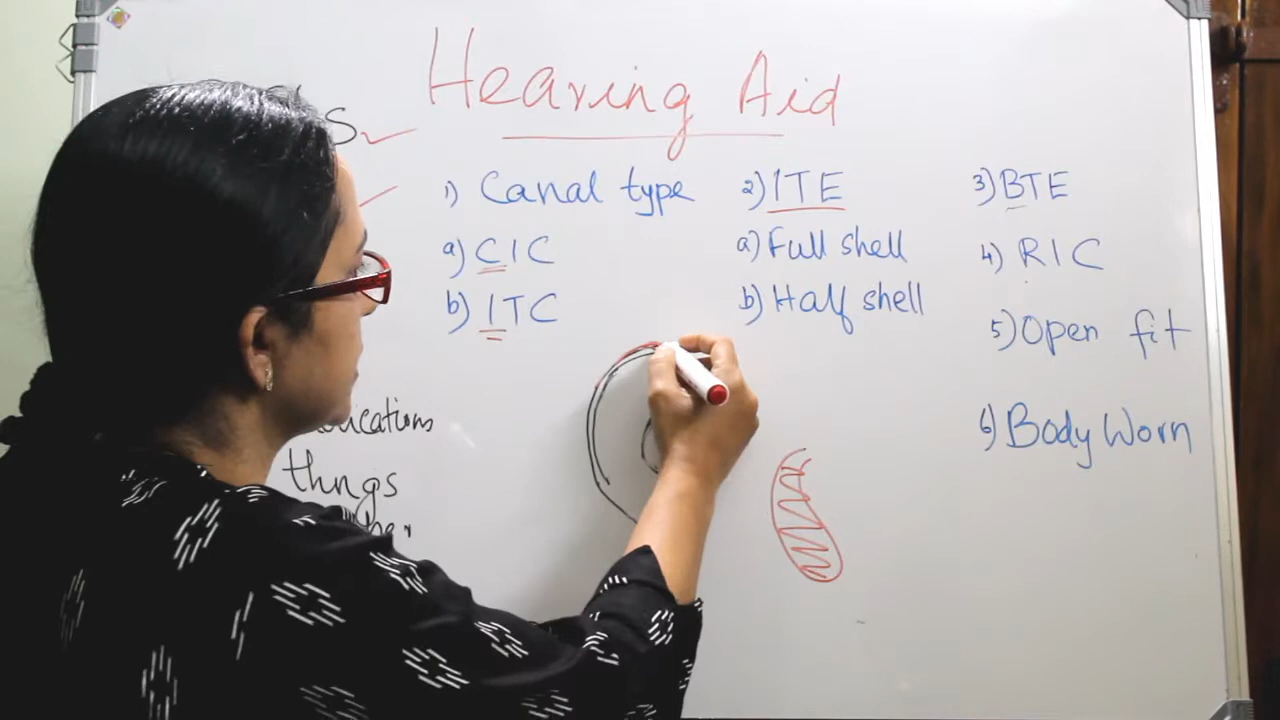 Hearing Aid
1) Canal type
a) CIC
b) ITC
2) ITE
a) Full shell
b) Half shell
3) BTE
4) RIC
5) Open fit
6) Body Worn
things